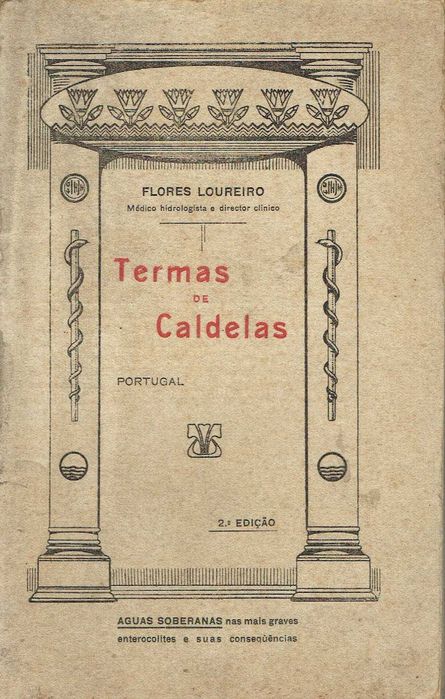 FLORES LOUREIRO
Médico hidrologista e director clínico
Termas
DE
Caldelas
PORTUGAL
2.ª EDIÇÃO
AGUAS SOBERANAS nas mais graves
enterocolites e suas conseqüências